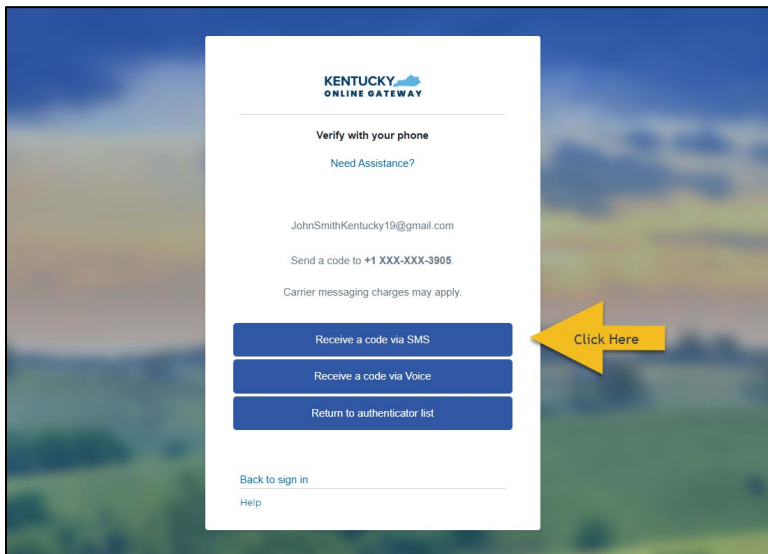 KENTUCKY
ONLINE GATEWAY
Verify with your phone
Need Assistance?
JohnSmithKentucky19@gmail.com
Send a code to +1 XXX-XXX-3905.
Carrier messaging charges may apply.
Receive a code via SMS
Click Here
Receive a code via Voice
Return to authenticator list
Back to sign in
Help